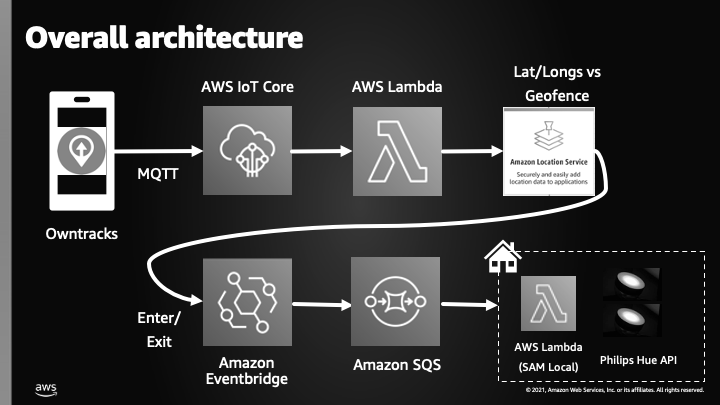 Overall architecture
AWS IoT Core
AWS Lambda
Lat/Longs vs
Geofence
MQTT
Amazon Location Service
Securely and easily add
location data to applications.
Owntracks
Enter/
Exit
Amazon
Eventbridge
Amazon SQS
AWS Lambda
(SAM Local)
Philips Hue API
aws
© 2021, Amazon Web Services, Inc. or its affiliates. All rights reserved.